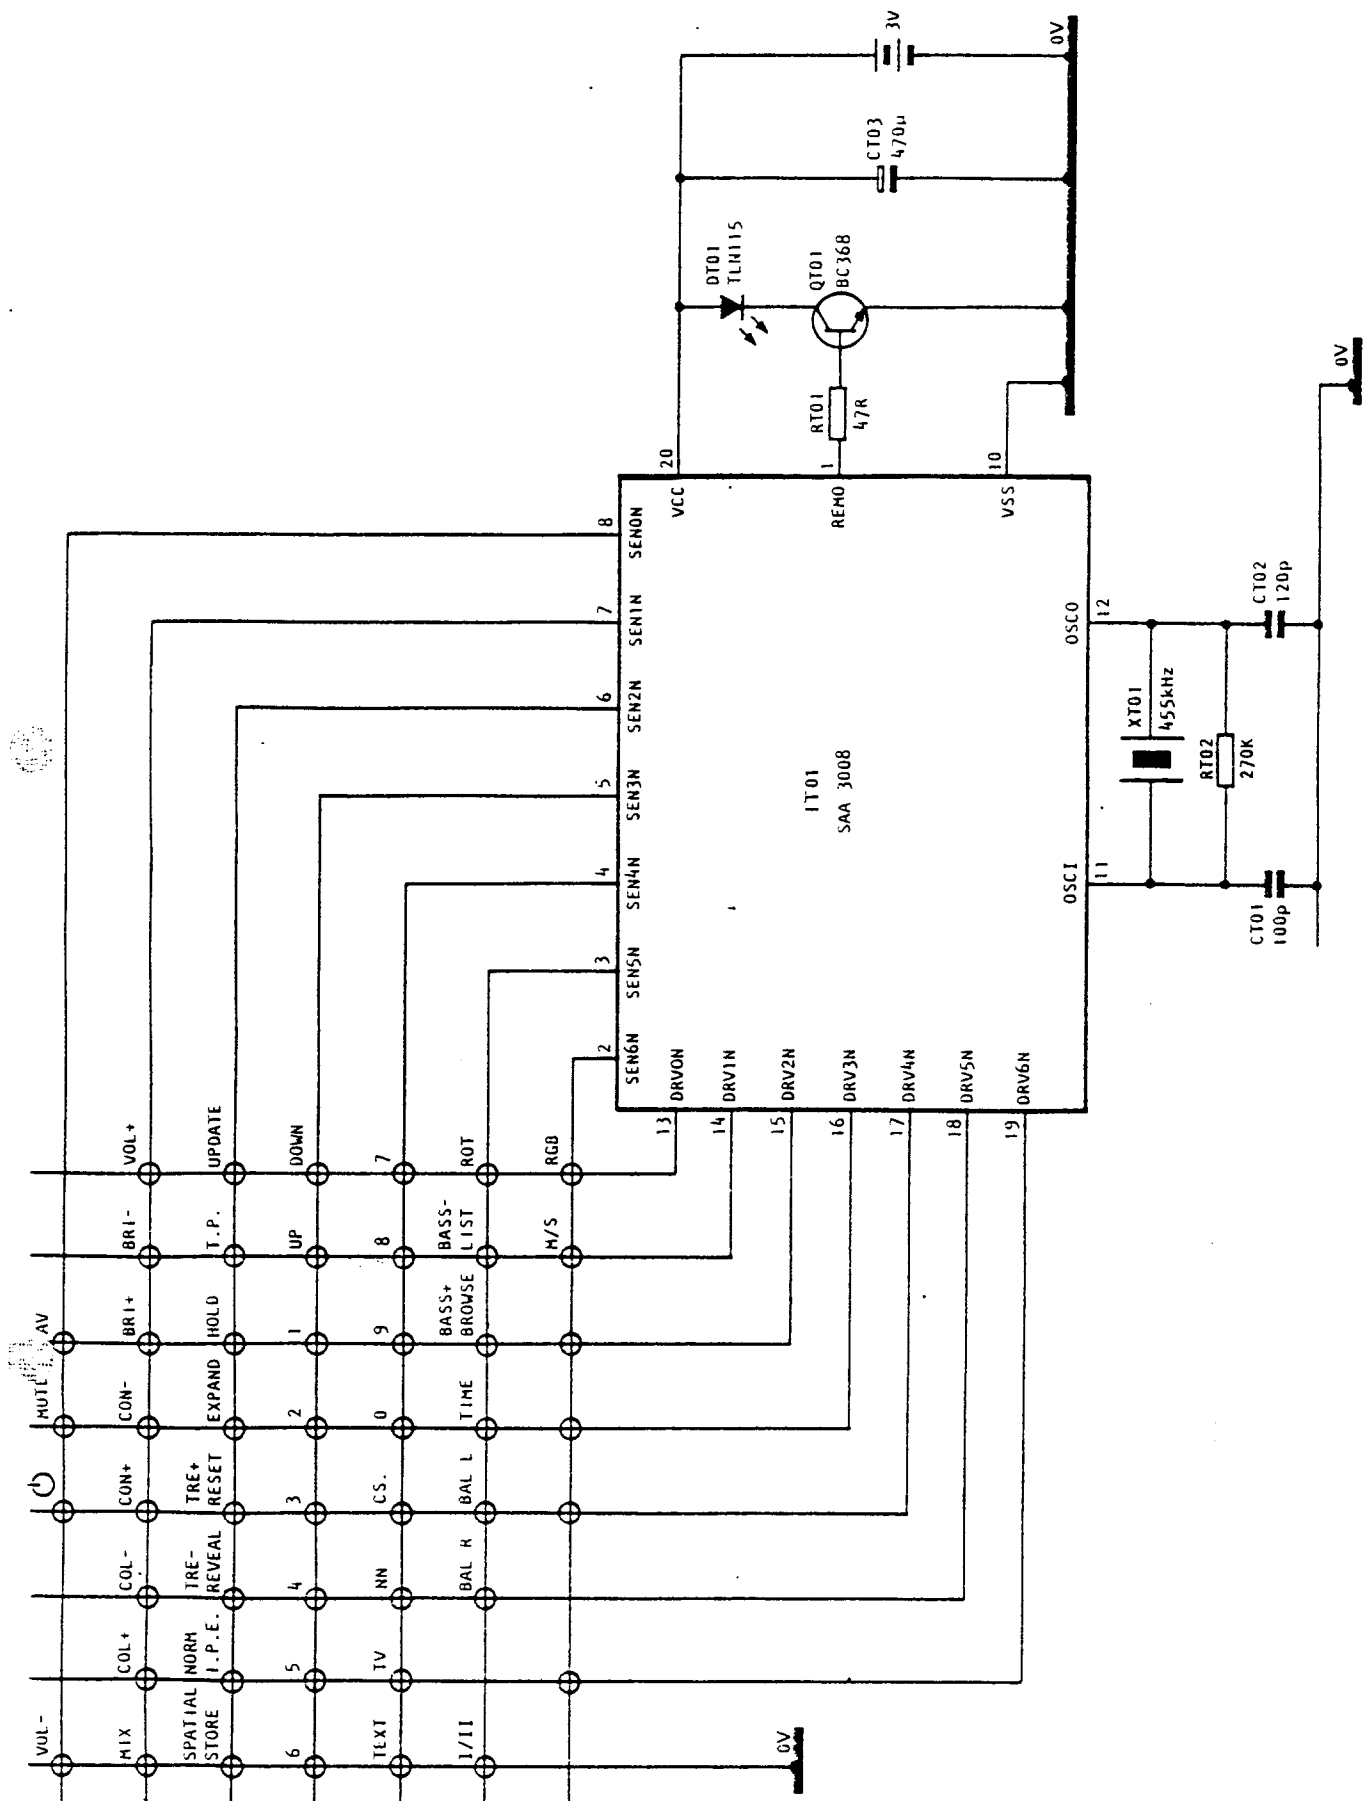 VOL-
MIX
SPATIAL
STORE
6
TEXT
I/II
0V
COL+
NORM
I.P.E.
5
TV
COL-
TRE-
REVEAL
4
NN
BAL R
CON+
TRE+
RESET
3
CS.
BAL L
MUTE
CON-
EXPAND
2
0
TIME
AV
BRI+
HOLD
1
9
BASS+
BROWSE
BRI-
T.P.
UP
8
BASS-
LIST
M/S
VOL+
UPDATE
DOWN
7
ROT
RGB
13 DRV0N
14 DRV1N
15 DRV2N
16 DRV3N
17 DRV4N
18 DRV5N
19 DRV6N
2
SEN6N
3
SEN5N
4
SEN4N
5
SEN3N
6
SEN2N
7
SEN1N
8
SEN0N
IT01
SAA 3008
OSCI
11
OSCO
12
CT01
100p
XT01
455kHz
RT02
270K
CT02
120p
0V
VCC
20
REMO
1
VSS
10
RT01
47R
DT01
TLN115
QT01
BC368
CT03
470µ
3V
0V